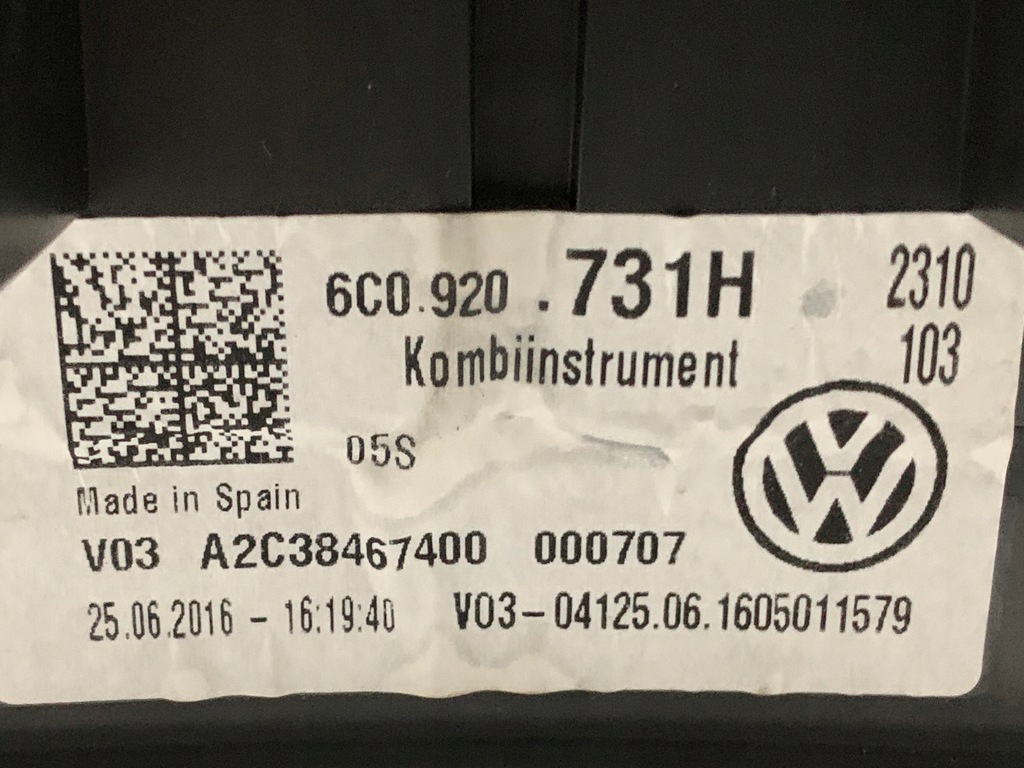 6C0.920 .731H 2310
Kombiinstrument 103
05S
Made in Spain
V03 A2C38467400 000707
25.06.2016 - 16:19:40 V03-04125.06.1605011579